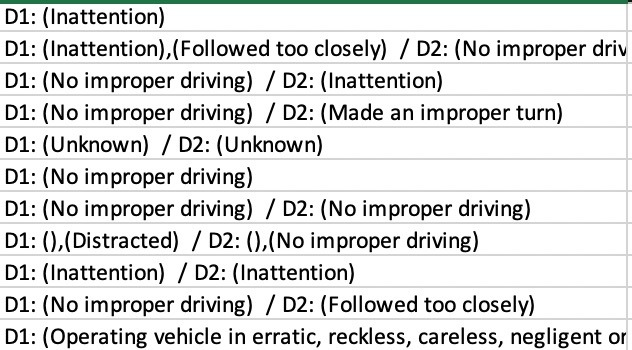 D1: (Inattention)
D1: (Inattention),(Followed too closely)  / D2: (No improper driv
D1: (No improper driving)  / D2: (Inattention)
D1: (No improper driving)  / D2: (Made an improper turn)
D1: (Unknown)  / D2: (Unknown)
D1: (No improper driving)
D1: (No improper driving)  / D2: (No improper driving)
D1: (),(Distracted)  / D2: (),(No improper driving)
D1: (Inattention)  / D2: (Inattention)
D1: (No improper driving)  / D2: (Followed too closely)
D1: (Operating vehicle in erratic, reckless, careless, negligent or